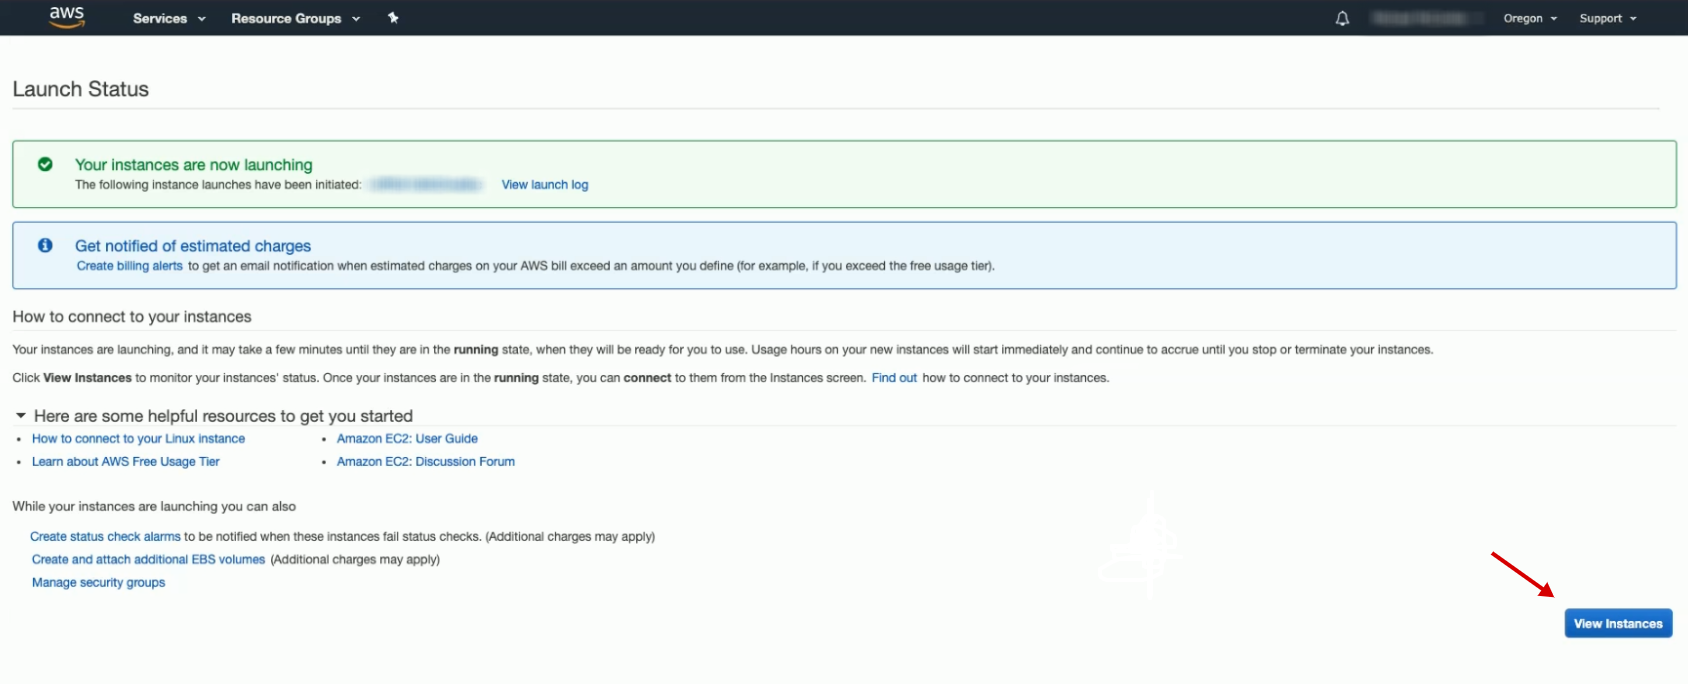 aws Services Resource Groups Oregon Support
Launch Status
Your instances are now launching
The following instance launches have been initiated: View launch log
Get notified of estimated charges
Create billing alerts to get an email notification when estimated charges on your AWS bill exceed an amount you define (for example, if you exceed the free usage tier).
How to connect to your instances
Your instances are launching, and it may take a few minutes until they are in the running state, when they will be ready for you to use. Usage hours on your new instances will start immediately and continue to accrue until you stop or terminate your instances.
Click View Instances to monitor your instances' status. Once your instances are in the running state, you can connect to them from the Instances screen. Find out how to connect to your instances.
Here are some helpful resources to get you started
• How to connect to your Linux instance • Amazon EC2: User Guide
• Learn about AWS Free Usage Tier • Amazon EC2: Discussion Forum
While your instances are launching you can also
Create status check alarms to be notified when these instances fail status checks. (Additional charges may apply)
Create and attach additional EBS volumes (Additional charges may apply)
Manage security groups
View Instances